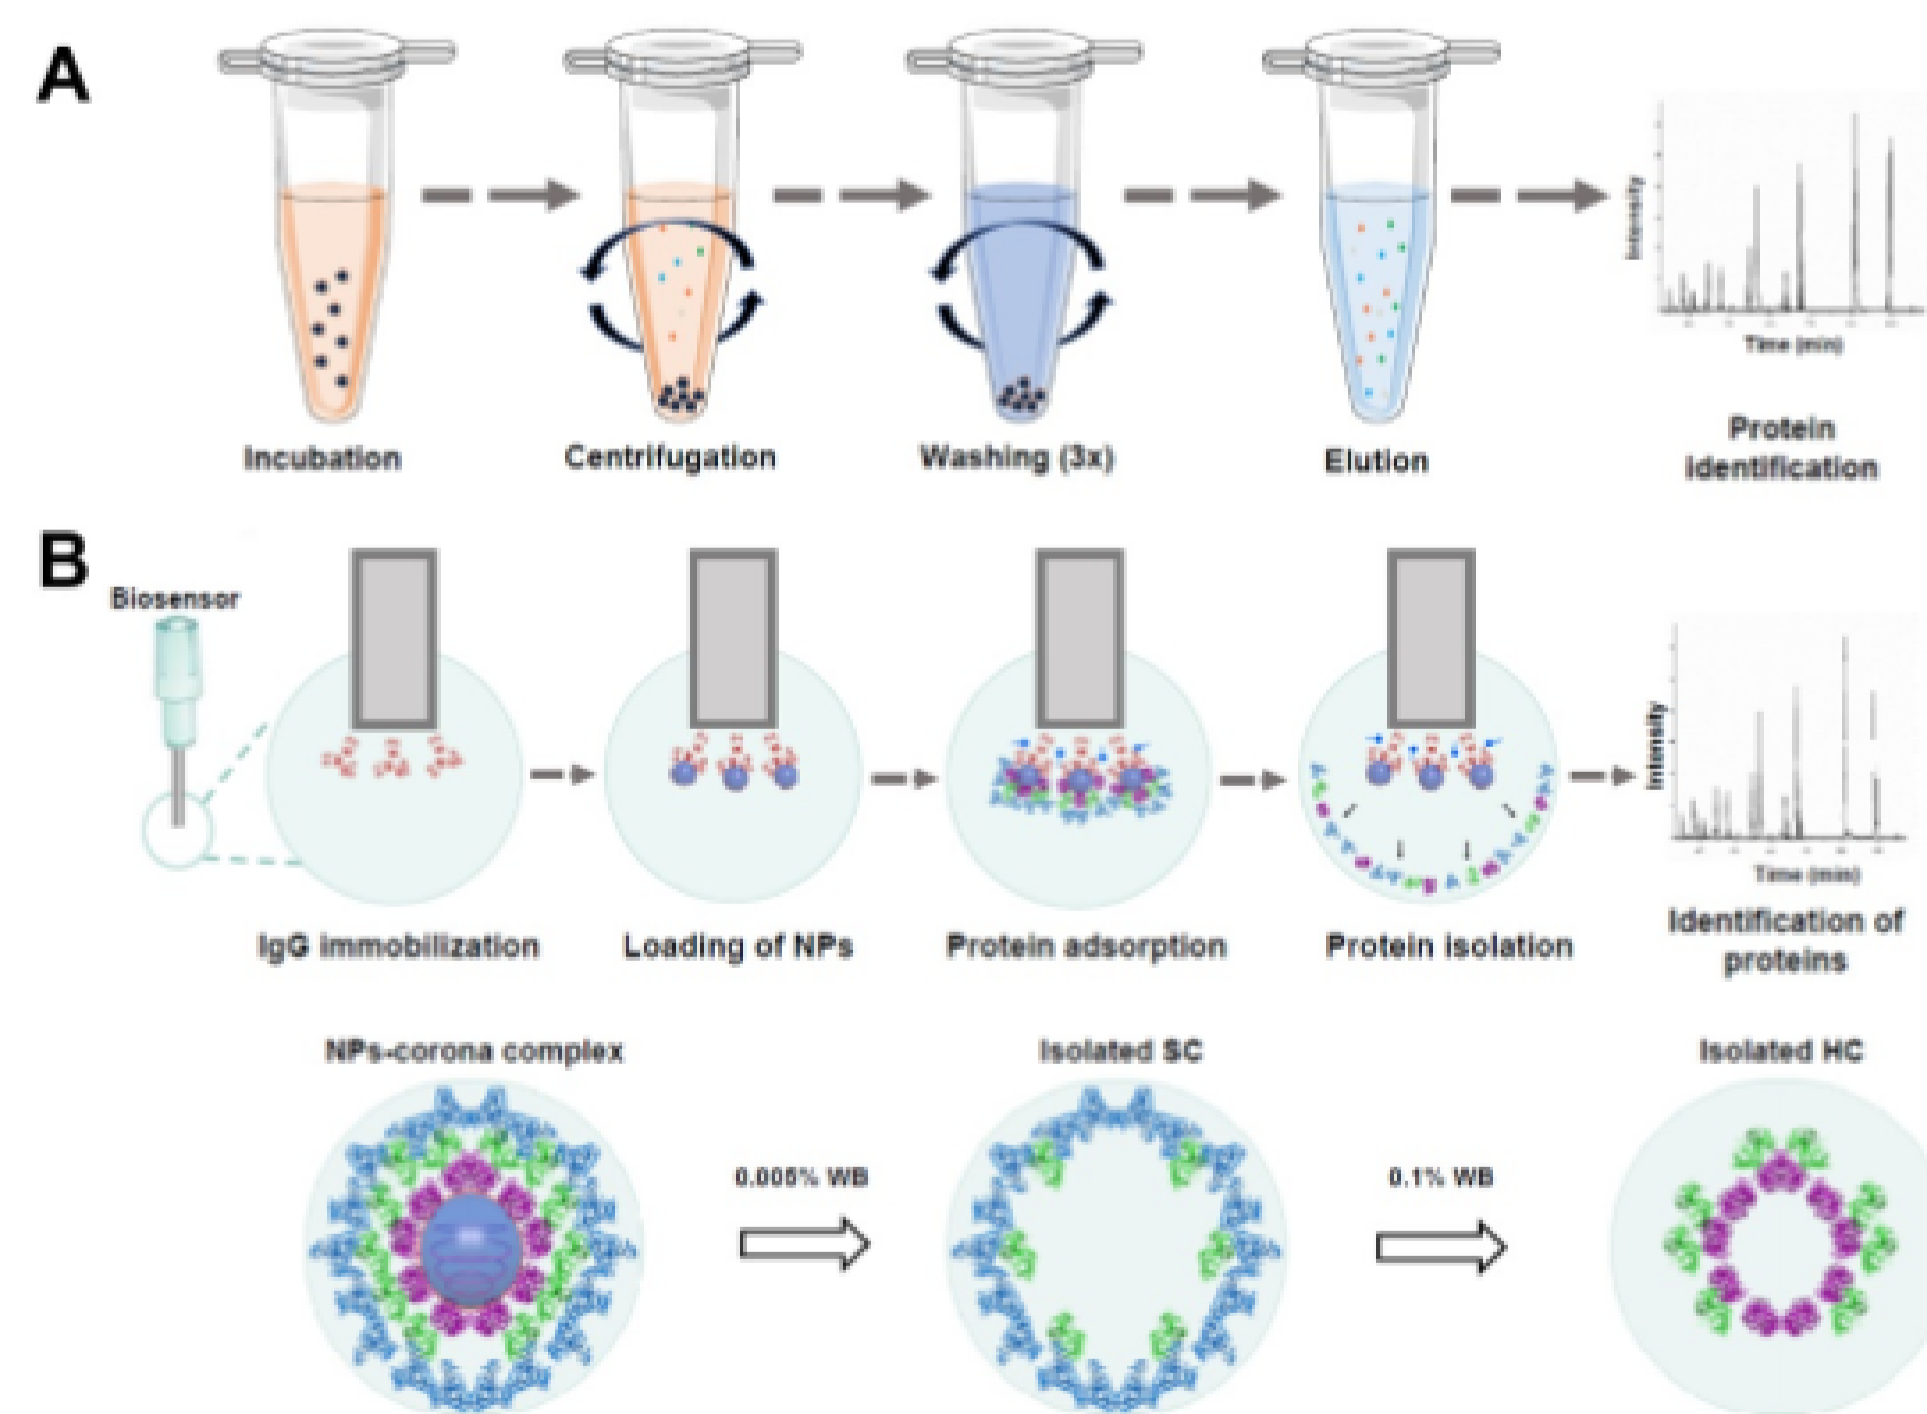 A
Incubation
Centrifugation
Washing (3x)
Elution
Intensity
Time (min)
Protein
identification
B
Biosensor
IgG immobilization
Loading of NPs
Protein adsorption
Protein isolation
Intensity
Time (min)
Identification of
proteins
NPs-corona complex
Isolated SC
Isolated HC
0.005% WB
0.1% WB